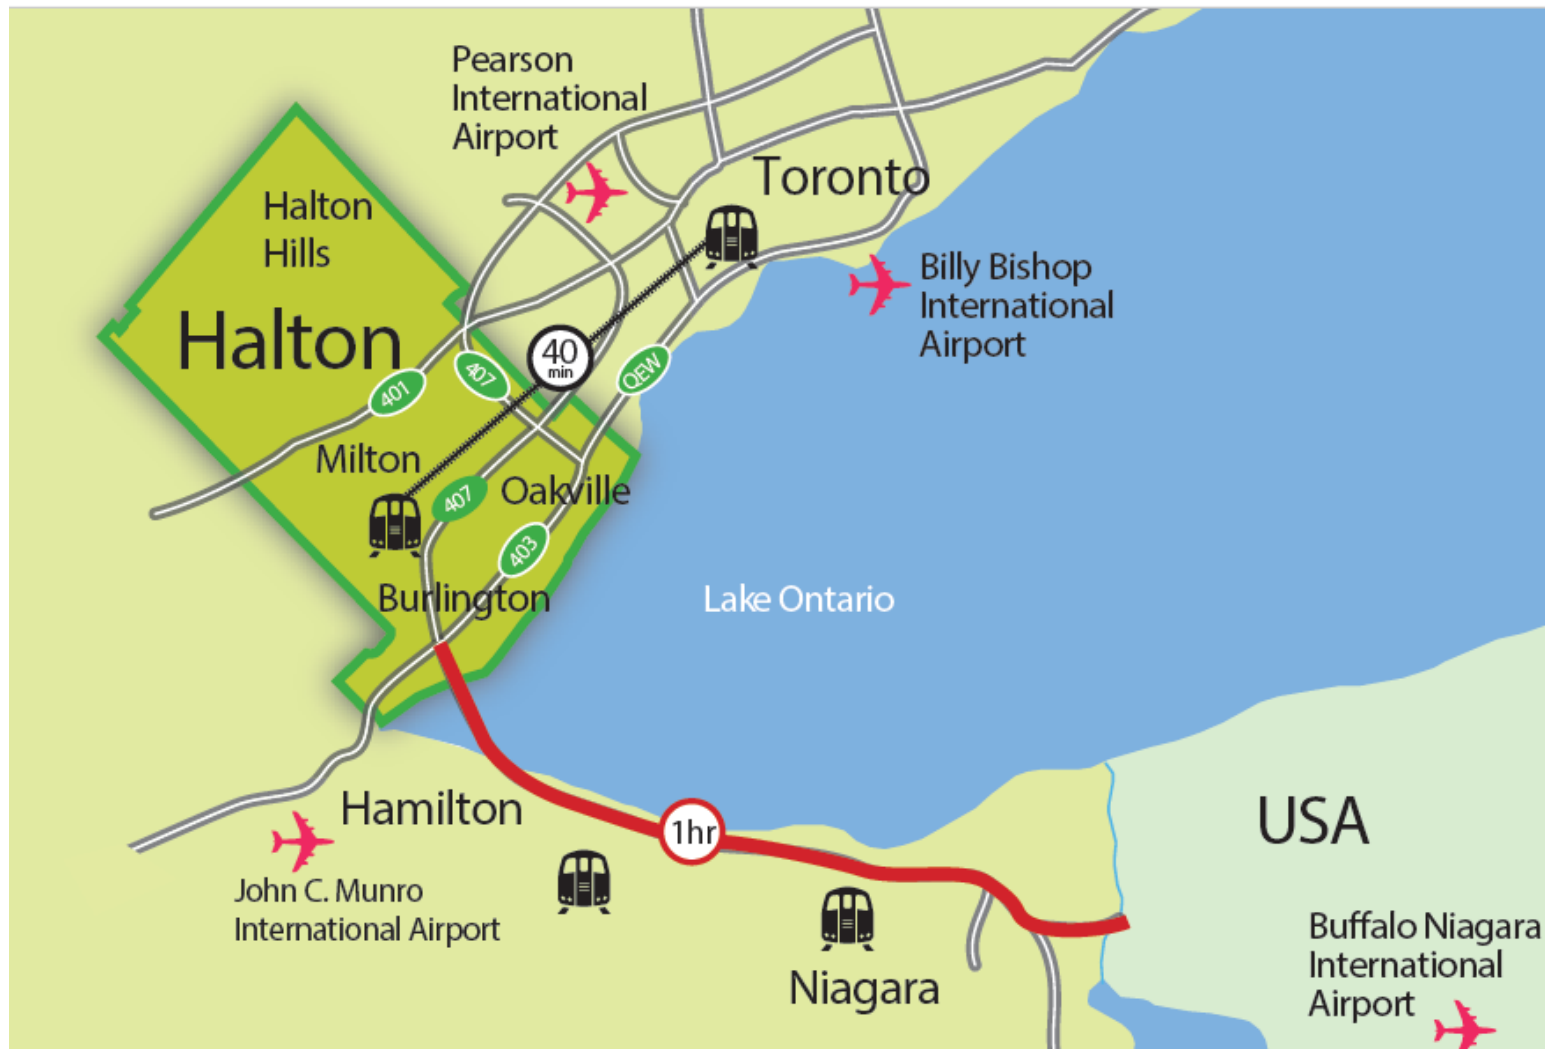 Pearson
International
Airport
Toronto
Halton
Hills
Halton
Billy Bishop
International
Airport
40
min
QEW
407
401
Milton
407
Oakville
403
Burlington
Lake Ontario
Hamilton
1hr
USA
John C. Munro
International Airport
Niagara
Buffalo Niagara
International
Airport